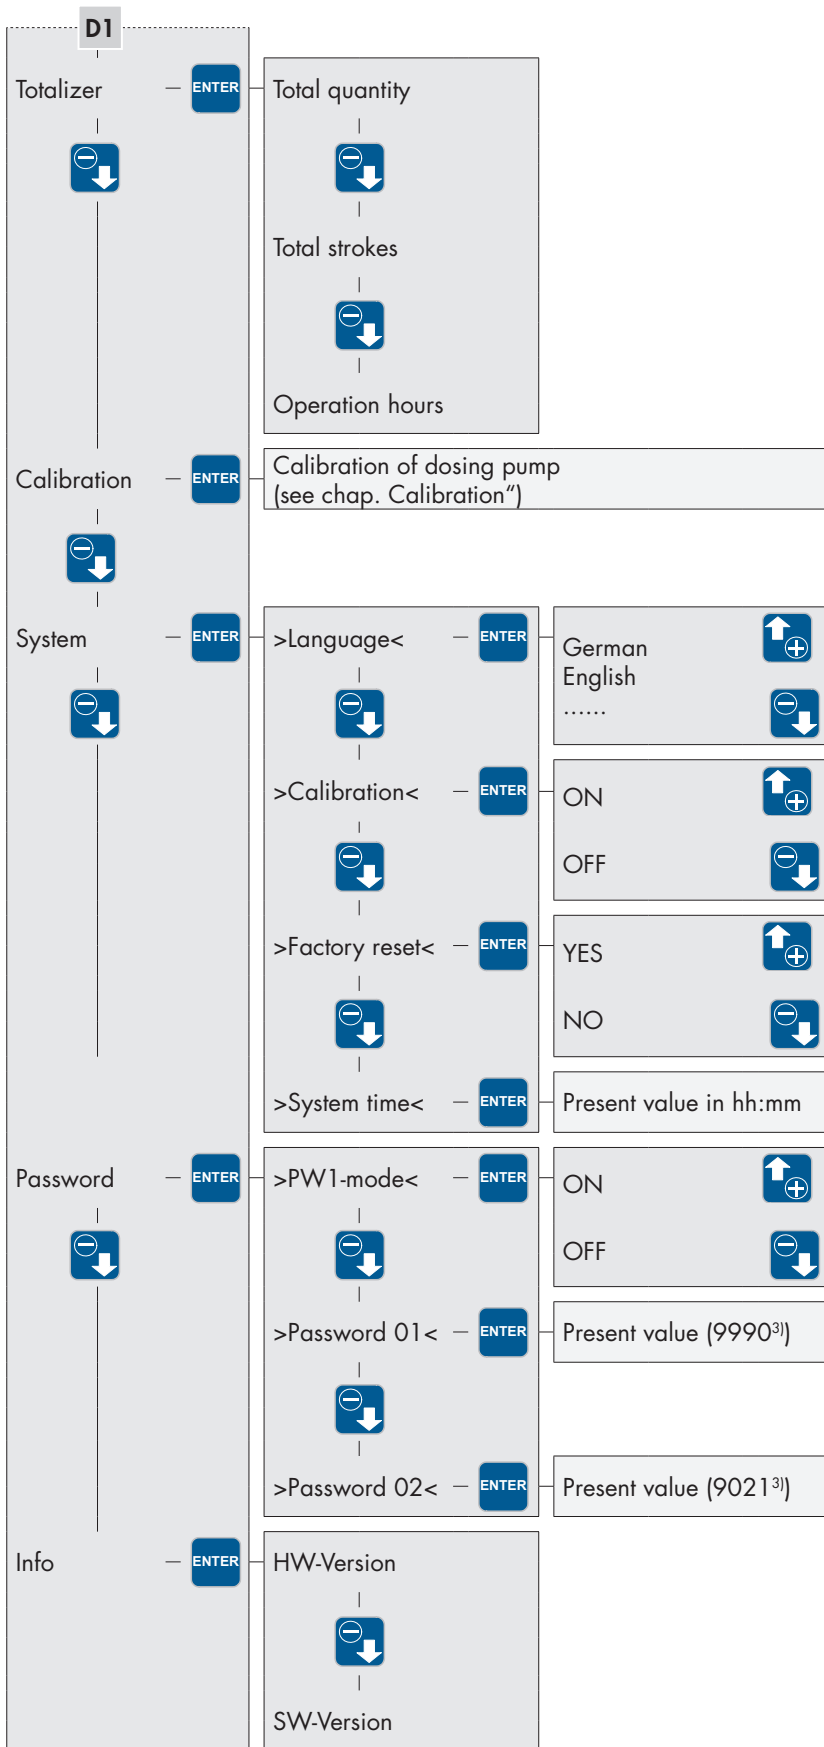 D1
Totalizer – ENTER Total quantity
Total strokes
Operation hours
Calibration – ENTER Calibration of dosing pump
(see chap. Calibration“)
System – ENTER >Language< – ENTER German
English
......
>Calibration< – ENTER ON
OFF
>Factory reset< – ENTER YES
NO
>System time< – ENTER Present value in hh:mm
Password – ENTER >PW1-mode< – ENTER ON
OFF
>Password 01< – ENTER Present value (9990³⁾)
>Password 02< – ENTER Present value (9021³⁾)
Info – ENTER HW-Version
SW-Version